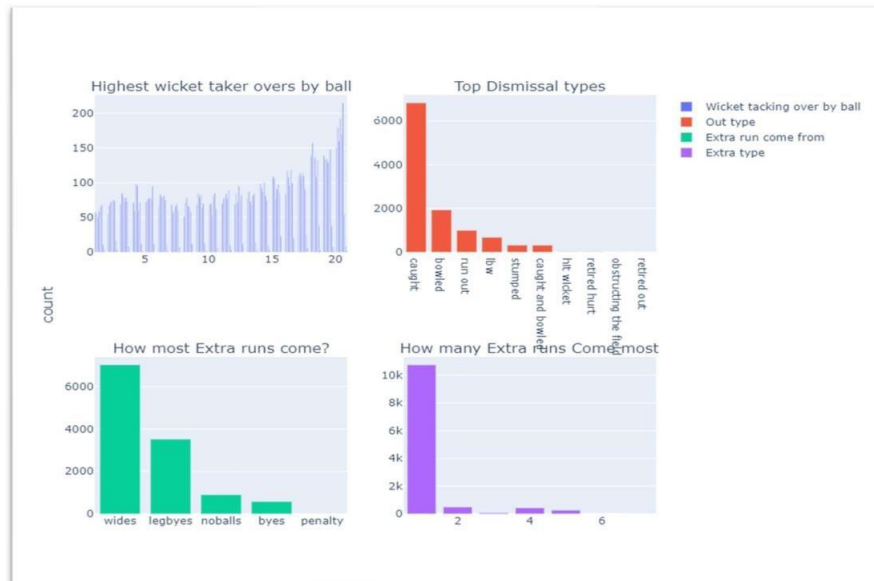 Highest wicket taker overs by ball
200
150
100
50
0
5
10
15
20
Top Dismissal types
6000
4000
2000
0
caught
bowled
run out
lbw
stumped
caught and bowled
hit wicket
retired hurt
obstructing the field
retired out
Wicket tacking over by ball
Out type
Extra run come from
Extra type
count
How most Extra runs come?
6000
4000
2000
0
wides
legbyes
noballs
byes
penalty
How many Extra runs Come most
10k
8k
6k
4k
2k
0
2
4
6